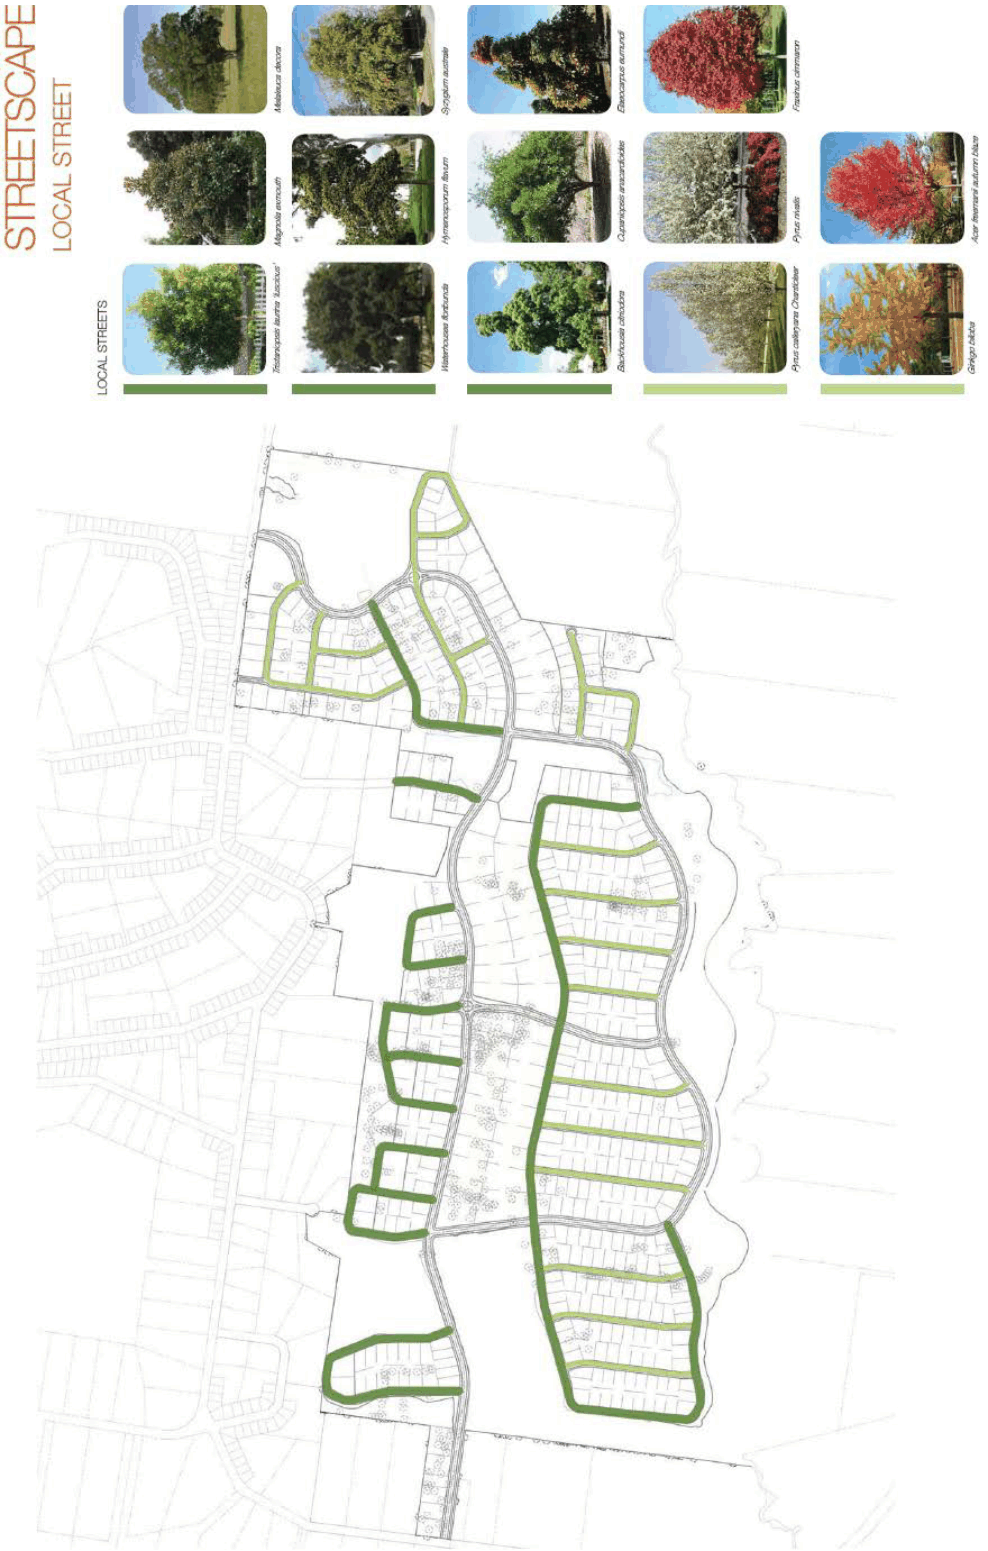 STREETSCAPE
LOCAL STREET
LOCAL STREETS
Tristaniopsis laurina 'luscious'
Magnolia exmouth
Melaleuca decora
Waterhousea floribunda
Hymenosporum flavum
Syzygium australe
Backhousia citriodora
Cupaniopsis anacardioides
Elaeocarpus eumundi
Pyrus calleryana Chanticleer
Pyrus nivalis
Fraxinus cimmaron
Ginkgo biloba
Acer freemanii autumn blaze